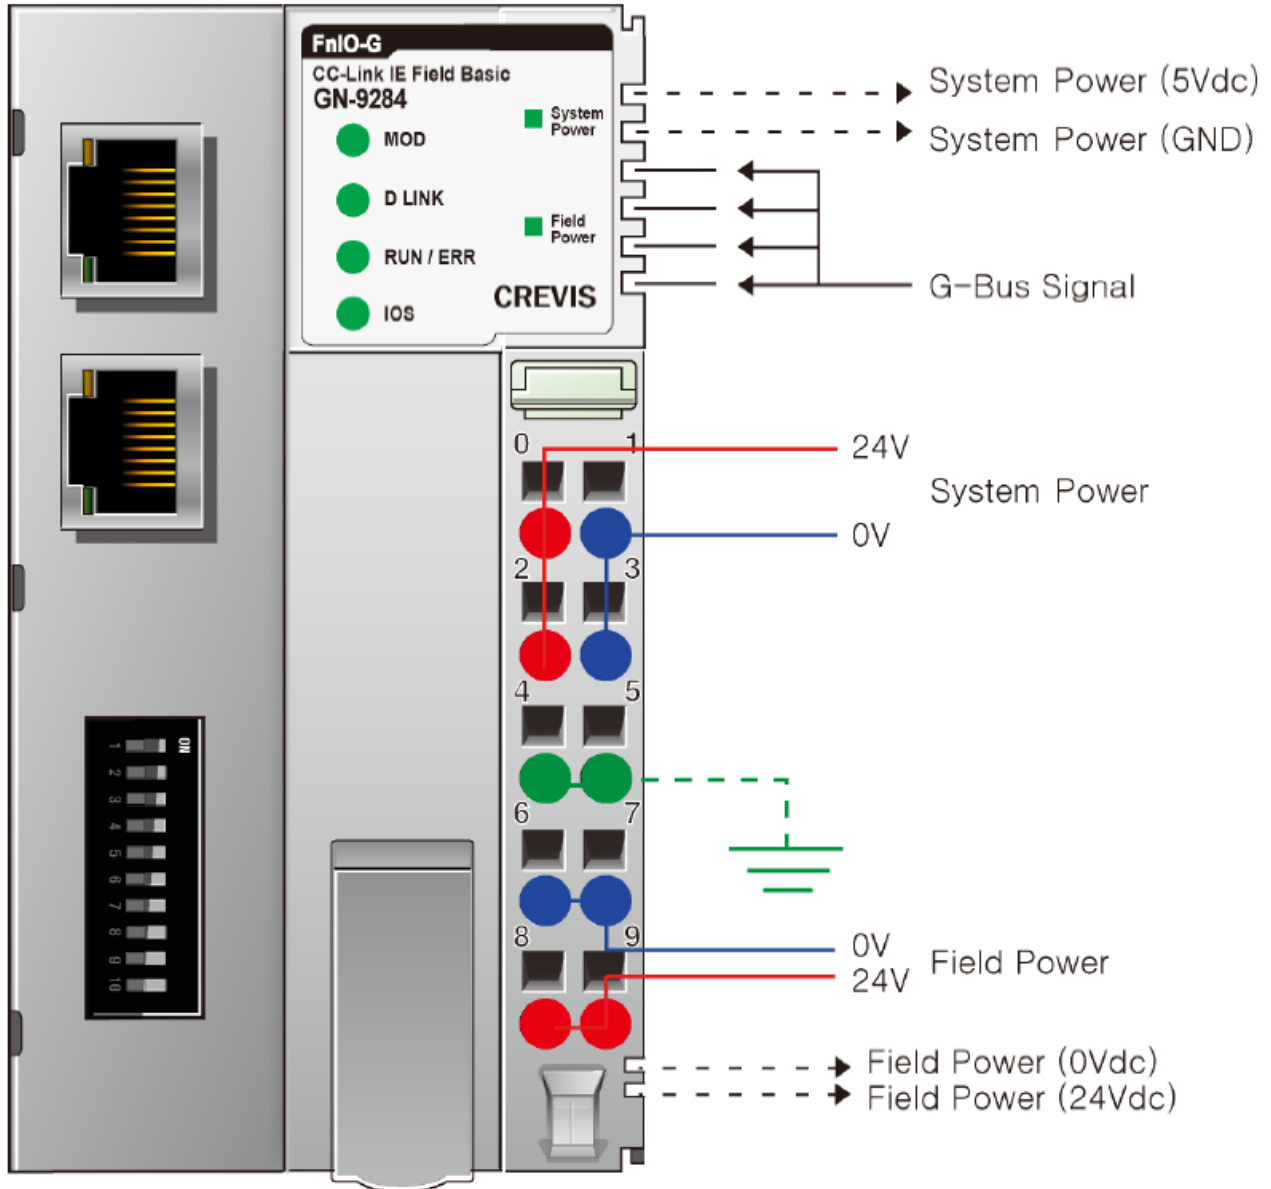 FnIO-G
CC-Link IE Field Basic
GN-9284
System
Power
MOD
D LINK
Field
Power
RUN / ERR
CREVIS
IOS
System Power (5Vdc)
System Power (GND)
G-Bus Signal
0 1
24V
System Power
0V
2 3
4 5
6 7
8 9
0V
24V
Field Power
Field Power (0Vdc)
Field Power (24Vdc)
ON
1
2
3
4
5
6
7
8
9
10